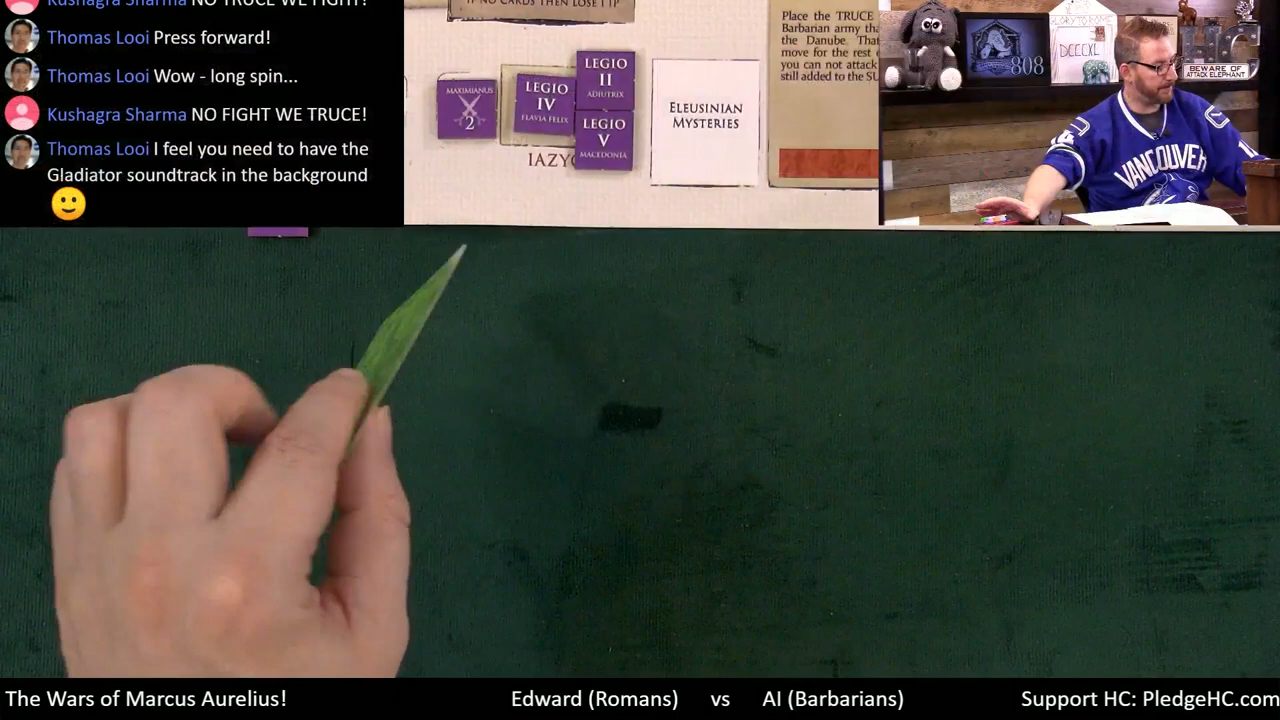 Kushagra Sharma NO TRUCE WE FIGHT!
Thomas Looi Press forward!
Thomas Looi Wow - long spin...
Kushagra Sharma NO FIGHT WE TRUCE!
Thomas Looi I feel you need to have the
Gladiator soundtrack in the background
IF NO CARDS THEN LOSE 1 IP
MAXIMIANUS
2
LEGIO
IV
FLAVIA FELIX
LEGIO
II
ADIUTRIX
LEGIO
V
MACEDONIA
IAZY
ELEUSINIAN
MYSTERIES
Place the TRUCE
Barbarian army tha
the Danube. That
move for the rest
you can not attack
still added to the SU
808
GLORY TO ROME
DCCCXL
BEWARE OF
ATTACK ELEPHANT
VANCOUVER
The Wars of Marcus Aurelius!
Edward (Romans) vs AI (Barbarians)
Support HC: PledgeHC.com